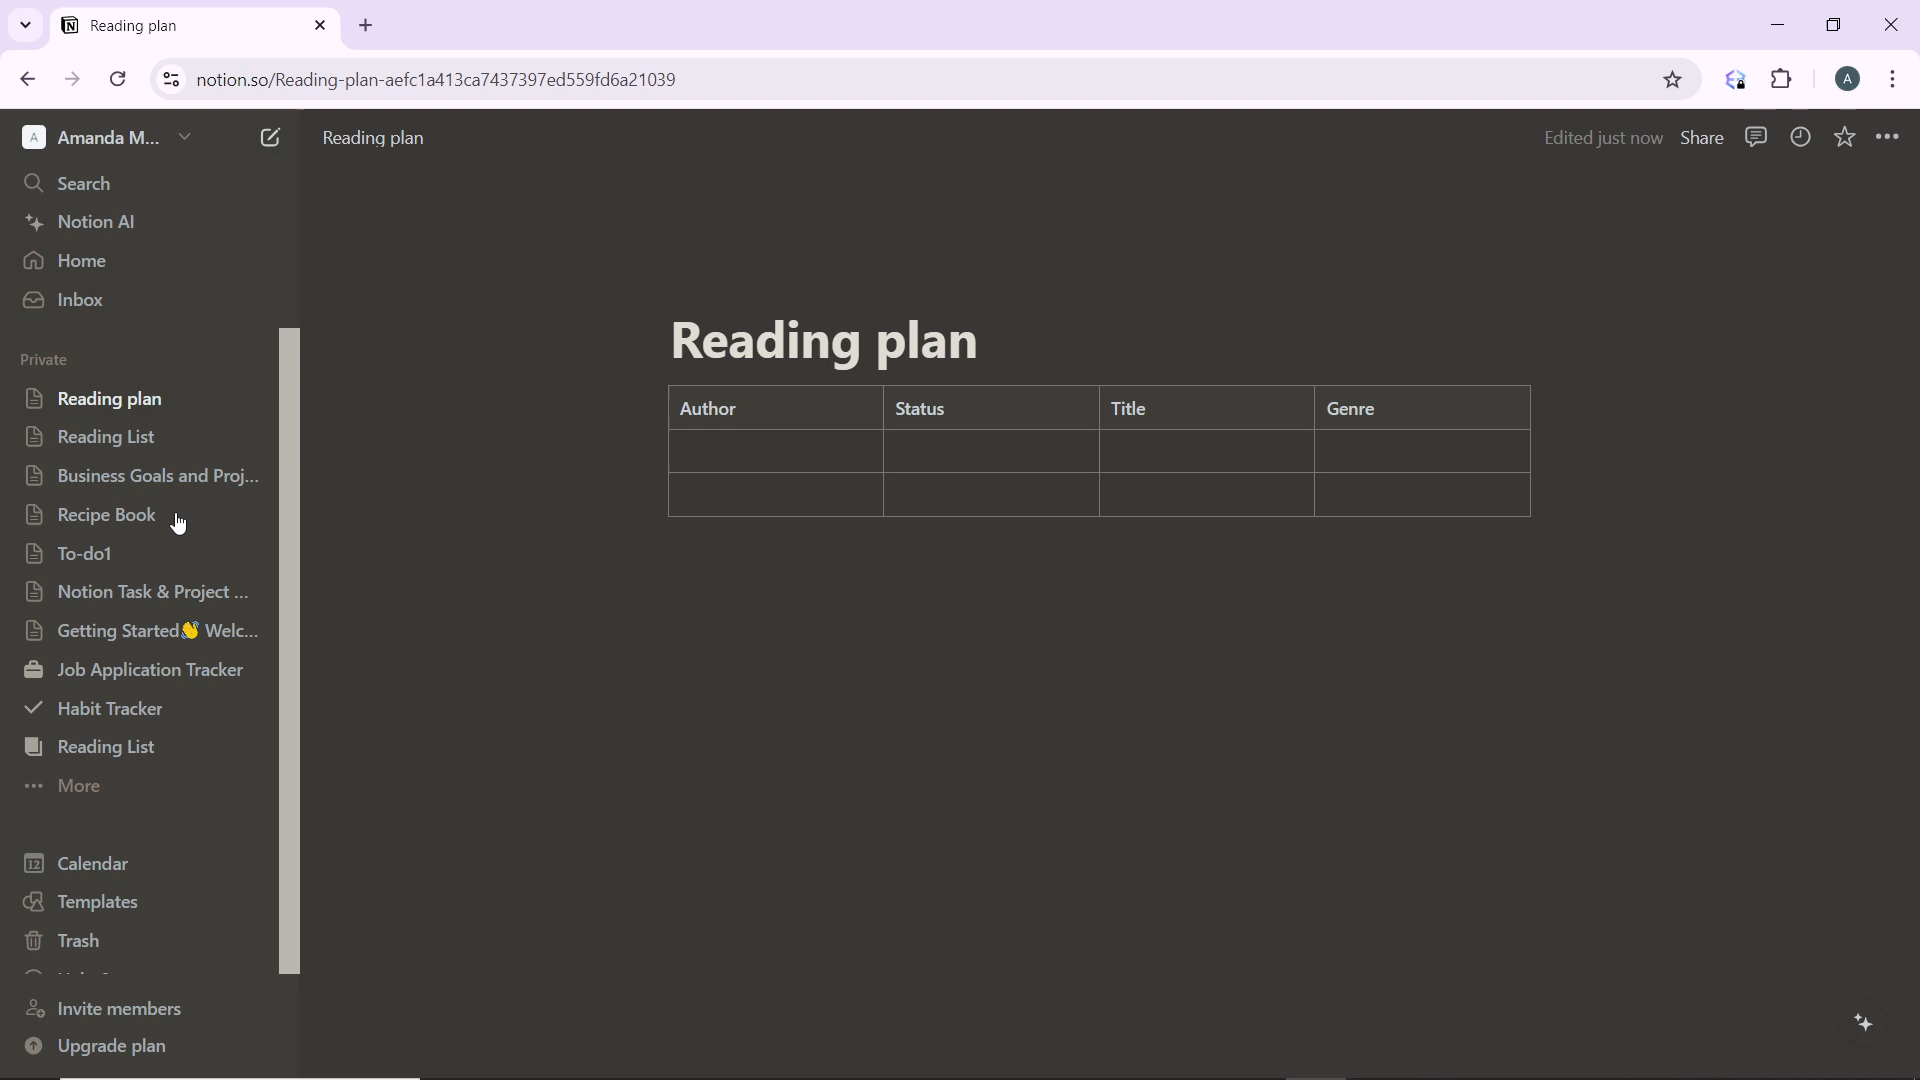 Reading plan
notion.so/Reading-plan-aefc1a413ca7437397ed559fd6a21039
A
A Amanda M...
Reading plan
Edited just now Share
Search
Notion AI
Home
Inbox
Private
Reading plan
Reading List
Business Goals and Proj...
Recipe Book
To-do1
Notion Task & Project ...
Getting Started👋 Welc...
Job Application Tracker
Habit Tracker
Reading List
More
12 Calendar
Templates
Trash
Invite members
Upgrade plan
Reading plan
Author Status Title Genre